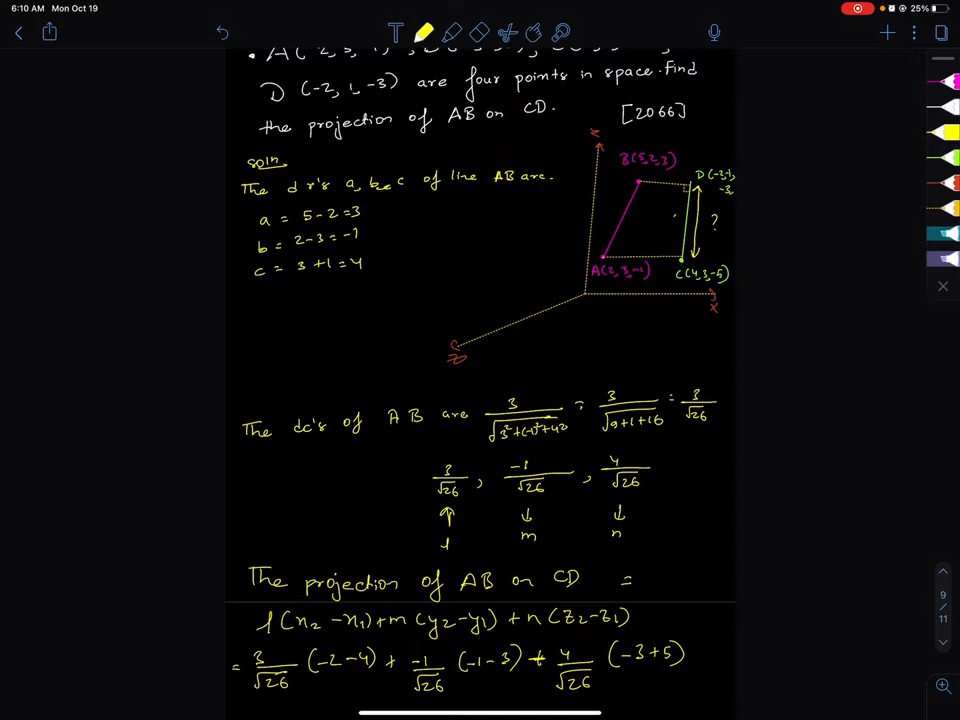 6:10 AM Mon Oct 19
25%
D (-2, 1, -3) are four points in space. Find
the projection of AB on CD. [2066]
soln
The dr's a, b & c of line AB are.
a = 5-2=3
b = 2-3=-1
c = 3+1=4
B(5,2,3)
D(-2,-1,
-3)
?
A(2,3,-1)
C(4,3,-5)
X
The dc's of AB are 3/√(3²+(-1)²+4²) = 3/√(9+1+16) = 3/√26
3/√26 , -1/√26 , 4/√26
↑ ↓ ↓
l m n
The projection of AB on CD =
l(x2-x1)+m(y2-y1)+n(z2-z1)
= 3/√26 (-2-4) + -1/√26 (-1-3) + 4/√26 (-3+5)
9
/
11